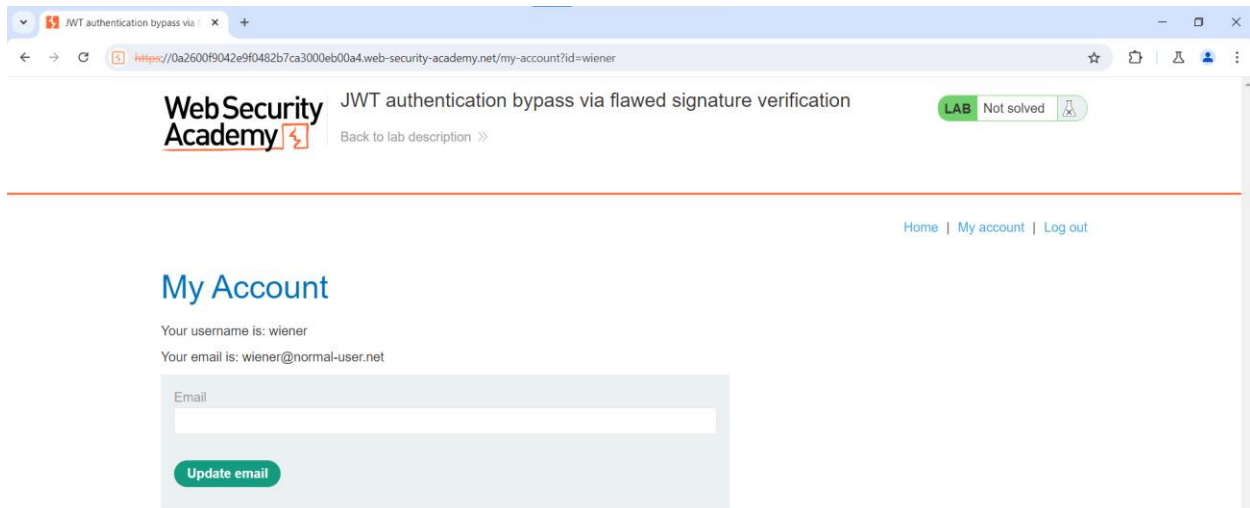 JWT authentication bypass via f
https://0a2600f9042e9f0482b7ca3000eb00a4.web-security-academy.net/my-account?id=wiener
Web Security
Academy
JWT authentication bypass via flawed signature verification
Back to lab description
LAB Not solved
Home | My account | Log out
My Account
Your username is: wiener
Your email is: wiener@normal-user.net
Email
Update email